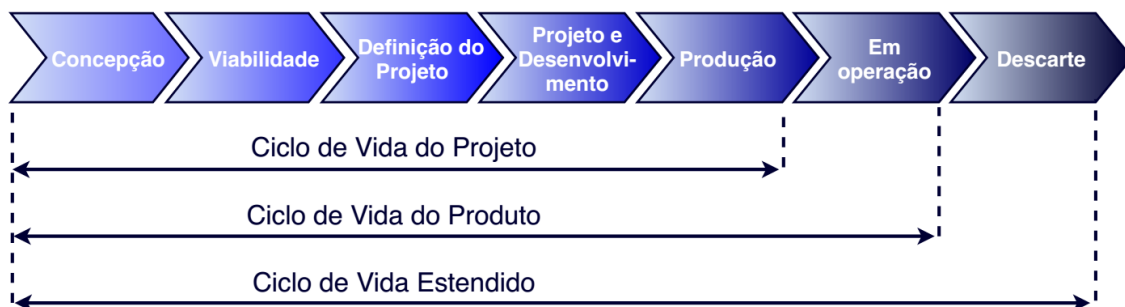 Concepção
Viabilidade
Definição do
Projeto
Projeto e
Desenvolvi-
mento
Produção
Em
operação
Descarte
Ciclo de Vida do Projeto
Ciclo de Vida do Produto
Ciclo de Vida Estendido